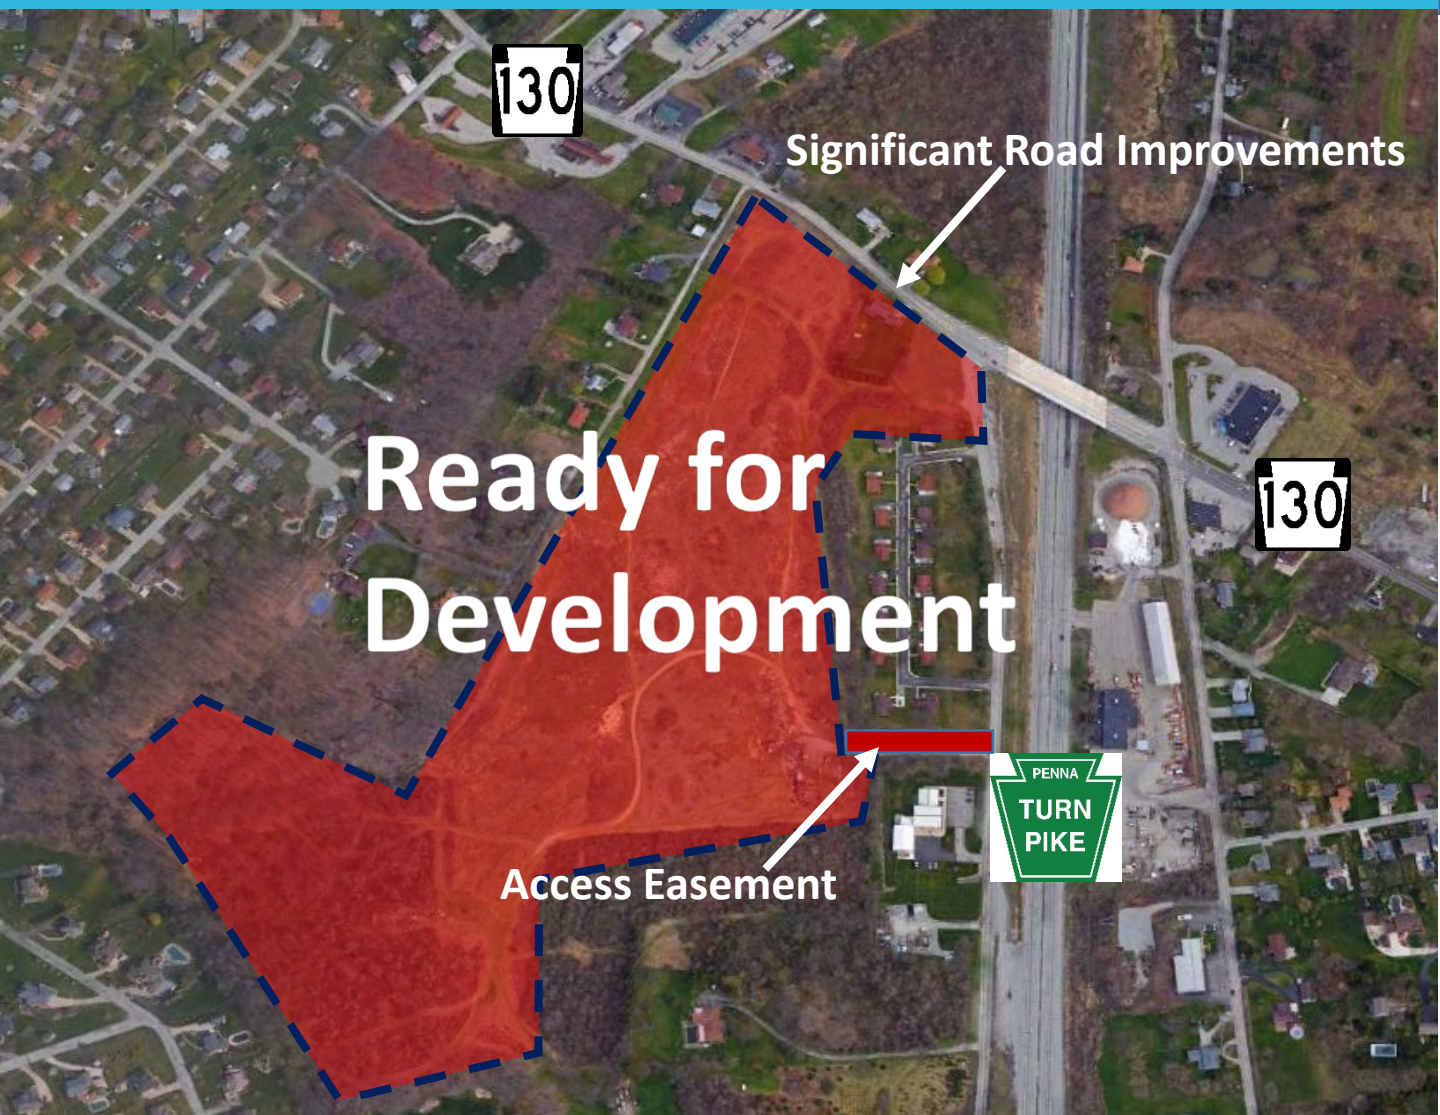 130
Significant Road Improvements
Ready for
Development
130
PENNA
TURN
PIKE
Access Easement